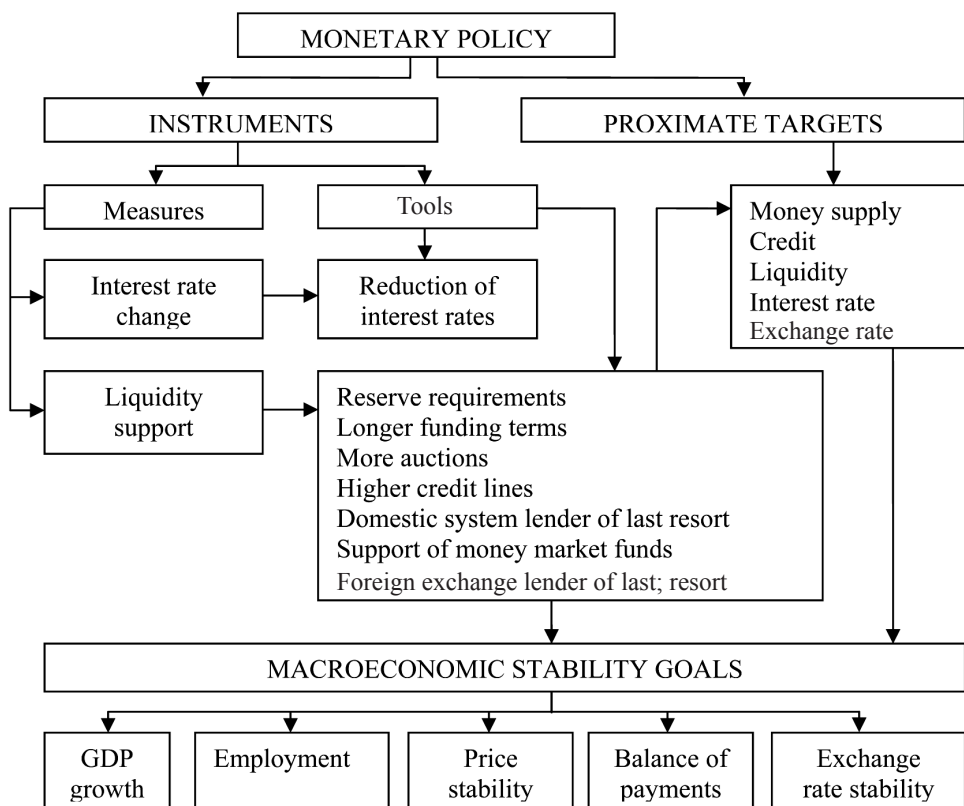 MONETARY POLICY
INSTRUMENTS
PROXIMATE TARGETS
Measures
Tools
Money supply
Credit
Liquidity
Interest rate
Exchange rate
Interest rate
change
Reduction of
interest rates
Liquidity
support
Reserve requirements
Longer funding terms
More auctions
Higher credit lines
Domestic system lender of last resort
Support of money market funds
Foreign exchange lender of last; resort
MACROECONOMIC STABILITY GOALS
GDP
growth
Employment
Price
stability
Balance of
payments
Exchange
rate stability